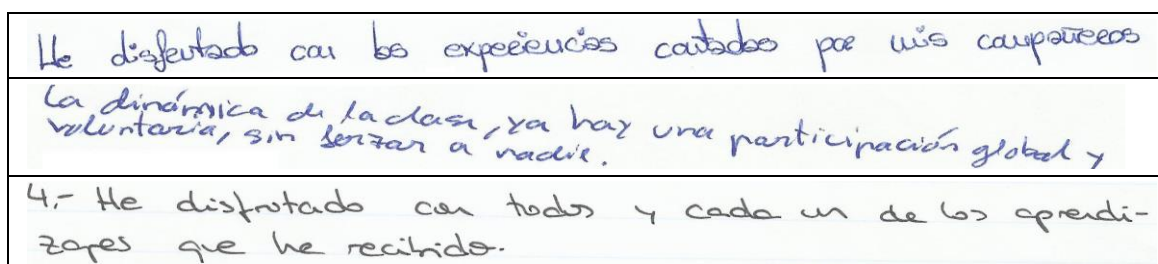 He disfrutado con las experiencias contadas por mis compañeros
La dinámica de la clase, ya hay una participación global y
voluntaria, sin forzar a nadie.
4.- He disfrutado con todos y cada un de los aprendi-
zajes que he recibido.